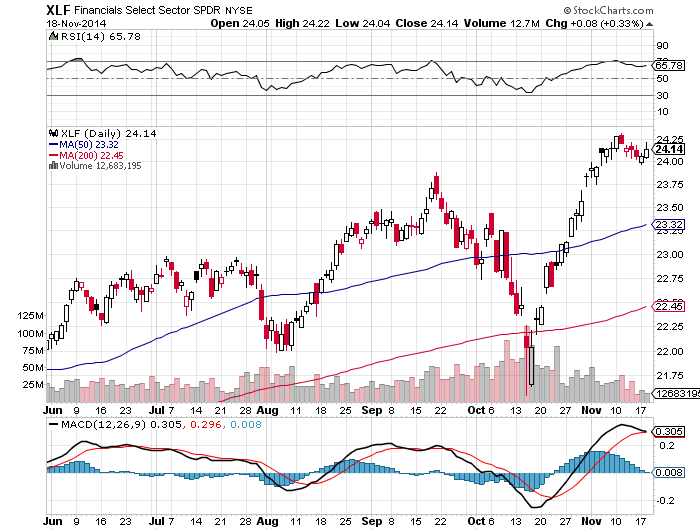 XLF Financials Select Sector SPDR NYSE © StockCharts.com
18-Nov-2014 Open 24.05 High 24.22 Low 24.04 Close 24.14 Volume 12.7M Chg +0.08 (+0.33%)
RSI(14) 65.78
90
70
65.78
50
30
10
XLF (Daily) 24.14
MA(50) 23.32
MA(200) 22.45
Volume 12,683,195
24.25
24.14
24.00
23.75
23.50
23.32
23.25
23.00
22.75
22.50
22.45
22.25
22.00
21.75
12683195
125M
100M
75M
50M
25M
Jun 9 16 23 Jul 7 14 21 28 Aug 11 18 25 Sep 8 15 22 Oct 6 13 20 27 Nov 10 17
MACD(12,26,9) 0.305, 0.296, 0.008
0.305
0.2
0.008
-0.2
Jun 9 16 23 Jul 7 14 21 28 Aug 11 18 25 Sep 8 15 22 Oct 6 13 20 27 Nov 10 17